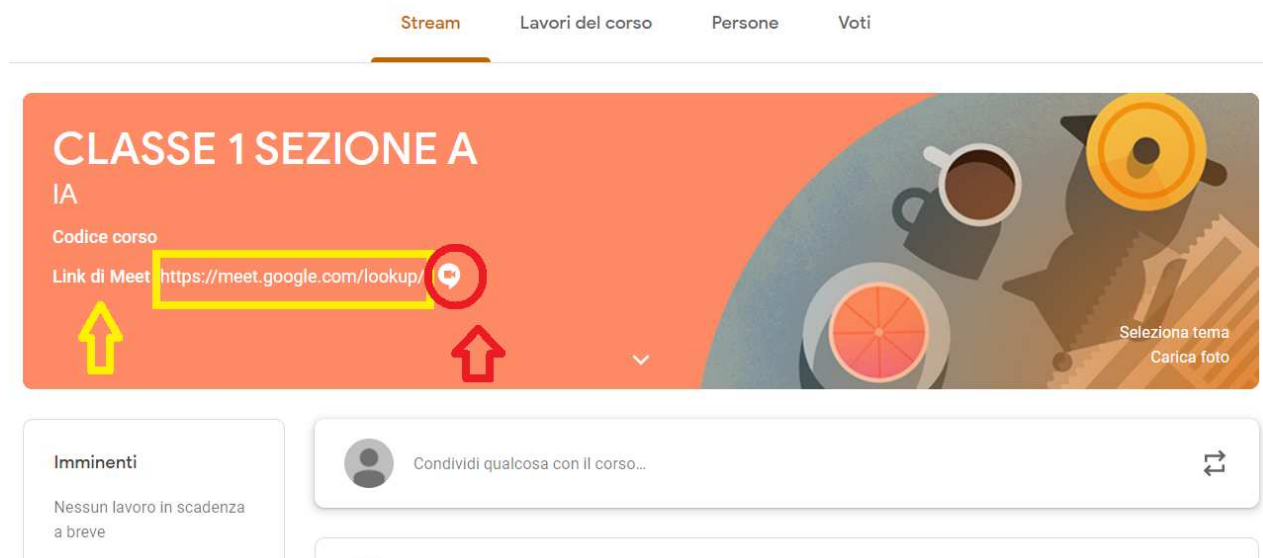 Stream Lavori del corso Persone Voti
CLASSE 1 SEZIONE A
IA
Codice corso
Link di Meet https://meet.google.com/lookup/
Seleziona tema
Carica foto
Imminenti
Nessun lavoro in scadenza
a breve
Condividi qualcosa con il corso...